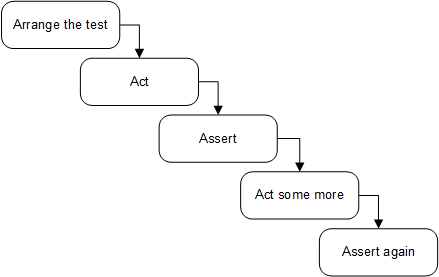 Arrange the test
Act
Assert
Act some more
Assert again